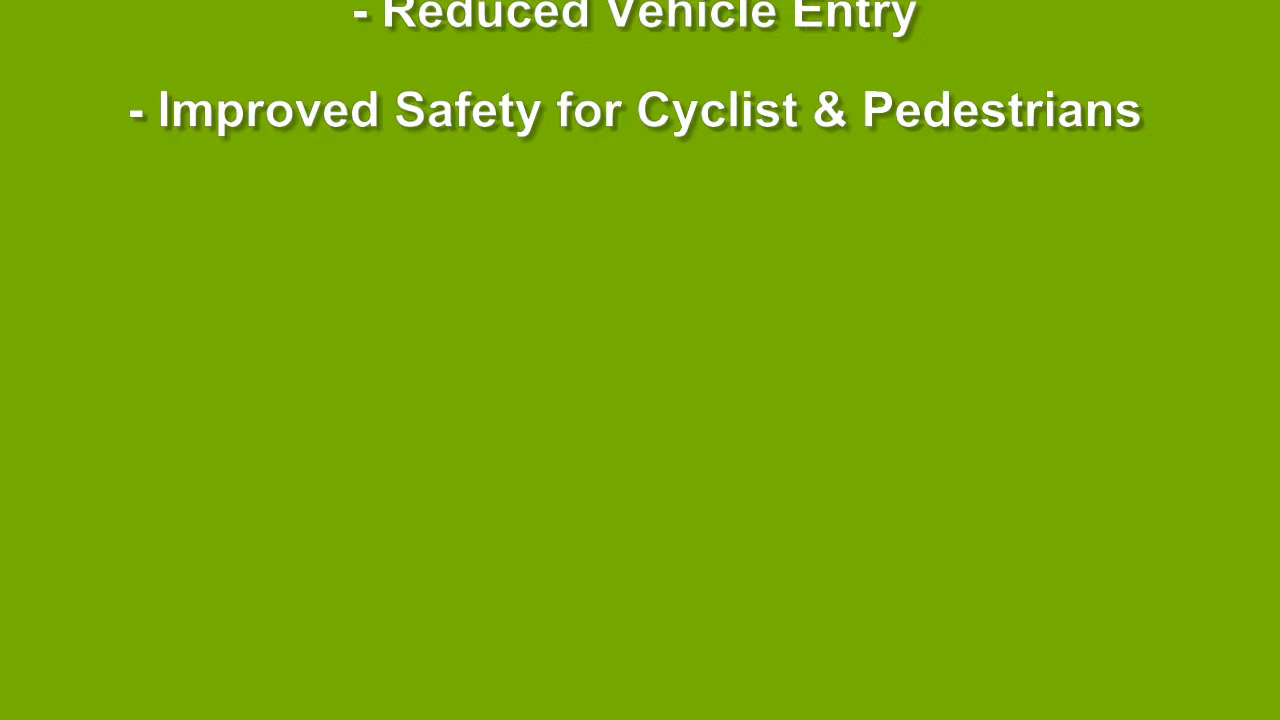 - Reduced Vehicle Entry
- Improved Safety for Cyclist & Pedestrians